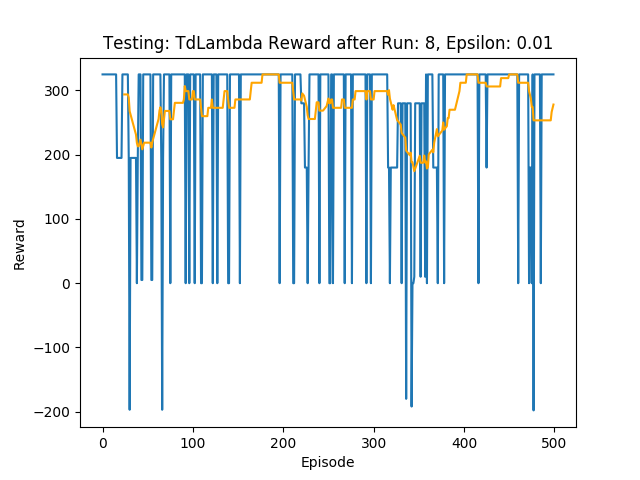 Testing: TdLambda Reward after Run: 8, Epsilon: 0.01
300
200
100
0
−100
−200
Reward
0 100 200 300 400 500
Episode